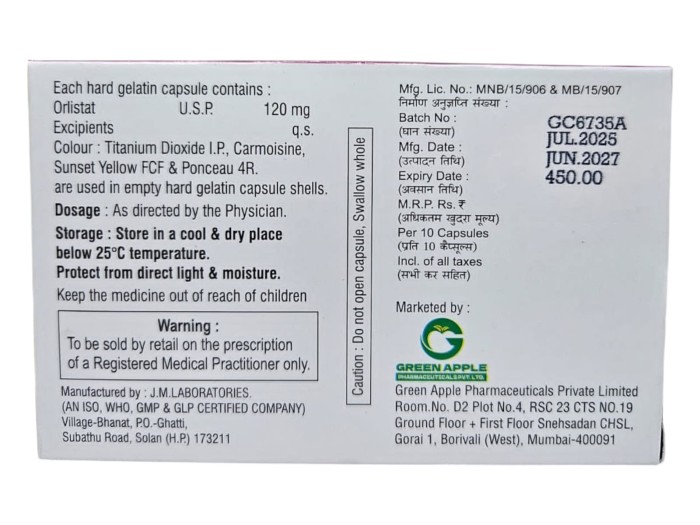 Each hard gelatin capsule contains :
Orlistat U.S.P. 120 mg
Excipients q.s.
Colour : Titanium Dioxide I.P., Carmoisine,
Sunset Yellow FCF & Ponceau 4R.
are used in empty hard gelatin capsule shells.
Dosage : As directed by the Physician.
Storage : Store in a cool & dry place
below 25°C temperature.
Protect from direct light & moisture.
Keep the medicine out of reach of children
Warning :
To be sold by retail on the prescription
of a Registered Medical Practitioner only.
Manufactured by : J.M.LABORATORIES.
(AN ISO, WHO, GMP & GLP CERTIFIED COMPANY)
Village-Bhanat, P.O.-Ghatti,
Subathu Road, Solan (H.P.) 173211
Caution : Do not open capsule, Swallow whole
Mfg. Lic. No.: MNB/15/906 & MB/15/907
निर्माण अनुज्ञप्ति संख्या :
Batch No : GC6735A
(घान संख्या)
Mfg. Date : JUL.2025
(उत्पादन तिथि)
Expiry Date : JUN.2027
(अवसान तिथि)
M.R.P. Rs. ₹ 450.00
(अधिकतम खुदरा मूल्य)
Per 10 Capsules
(प्रति 10 कैप्सूल्स)
Incl. of all taxes
(सभी कर सहित)
Marketed by :
GREEN APPLE
PHARMACEUTICALS PVT. LTD.
Green Apple Pharmaceuticals Private Limited
Room.No. D2 Plot No.4, RSC 23 CTS NO.19
Ground Floor + First Floor Snehsadan CHSL,
Gorai 1, Borivali (West), Mumbai-400091